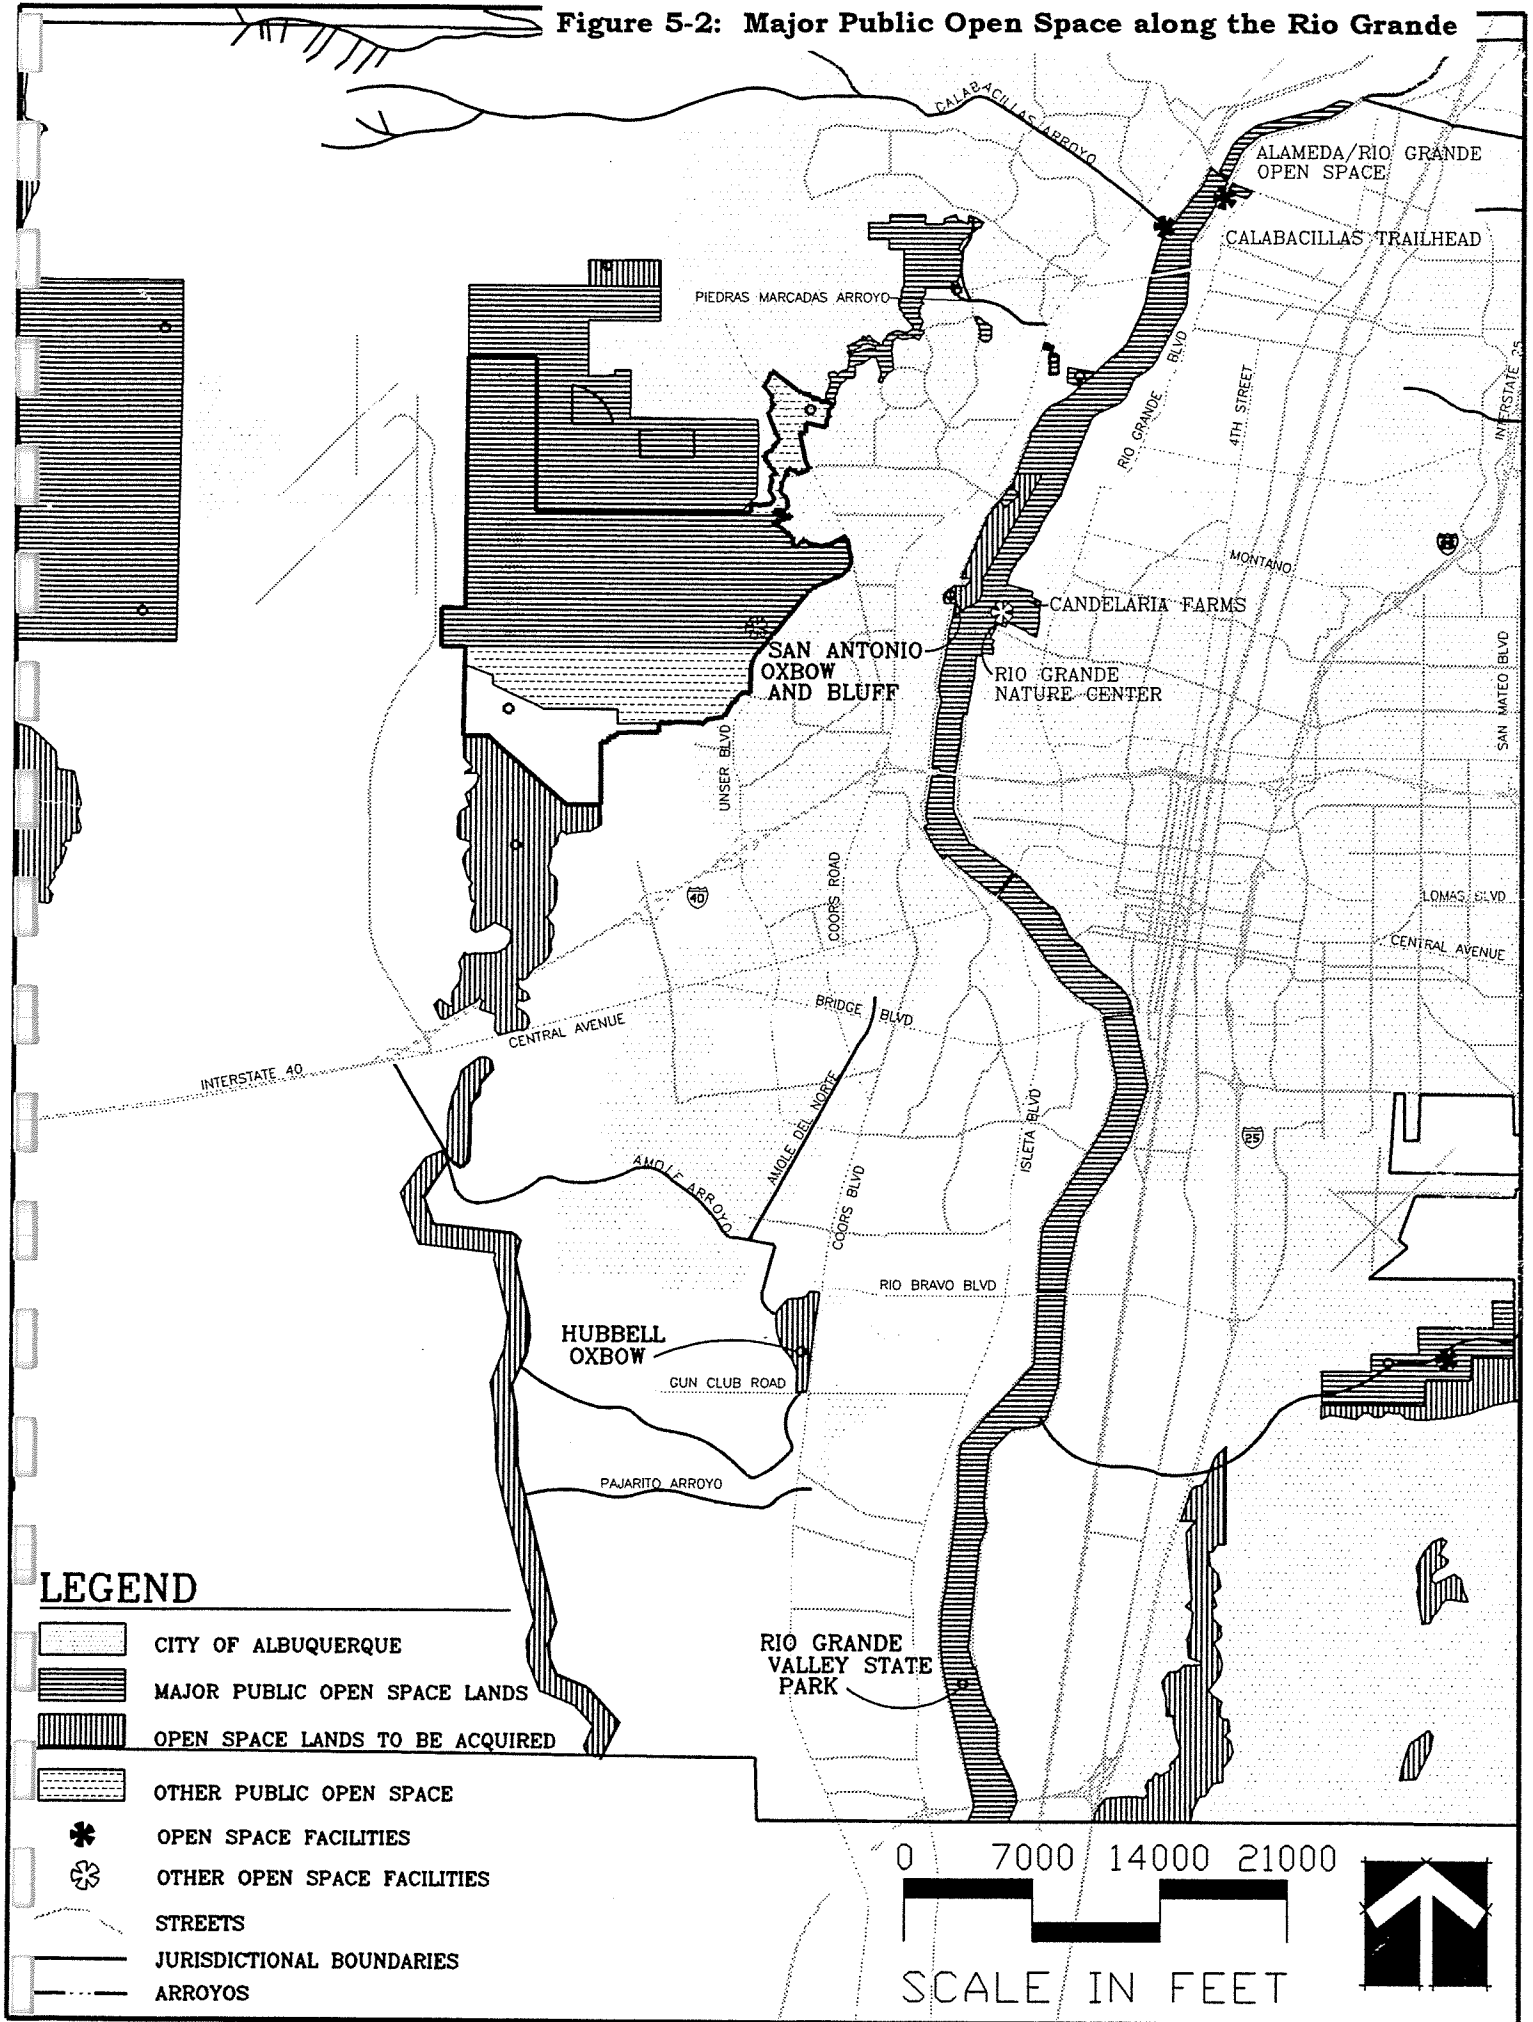 Figure 5-2: Major Public Open Space along the Rio Grande
CALABACILLAS ARROYO
ALAMEDA/RIO GRANDE
OPEN SPACE
CALABACILLAS TRAILHEAD
PIEDRAS MARCADAS ARROYO
RIO GRANDE BLVD
4TH STREET
INTERSTATE 25
MONTANO
CANDELARIA FARMS
SAN ANTONIO
OXBOW
AND BLUFF
RIO GRANDE
NATURE CENTER
SAN MATEO BLVD
UNSER BLVD
COORS ROAD
40
LOMAS BLVD
CENTRAL AVENUE
BRIDGE BLVD
CENTRAL AVENUE
INTERSTATE 40
AMOLE DEL NORTE
ISLETA BLVD
25
AMOLE ARROYO
COORS BLVD
RIO BRAVO BLVD
HUBBELL
OXBOW
GUN CLUB ROAD
PAJARITO ARROYO
RIO GRANDE
VALLEY STATE
PARK
LEGEND
CITY OF ALBUQUERQUE
MAJOR PUBLIC OPEN SPACE LANDS
OPEN SPACE LANDS TO BE ACQUIRED
OTHER PUBLIC OPEN SPACE
OPEN SPACE FACILITIES
OTHER OPEN SPACE FACILITIES
STREETS
JURISDICTIONAL BOUNDARIES
ARROYOS
0 7000 14000 21000
SCALE IN FEET